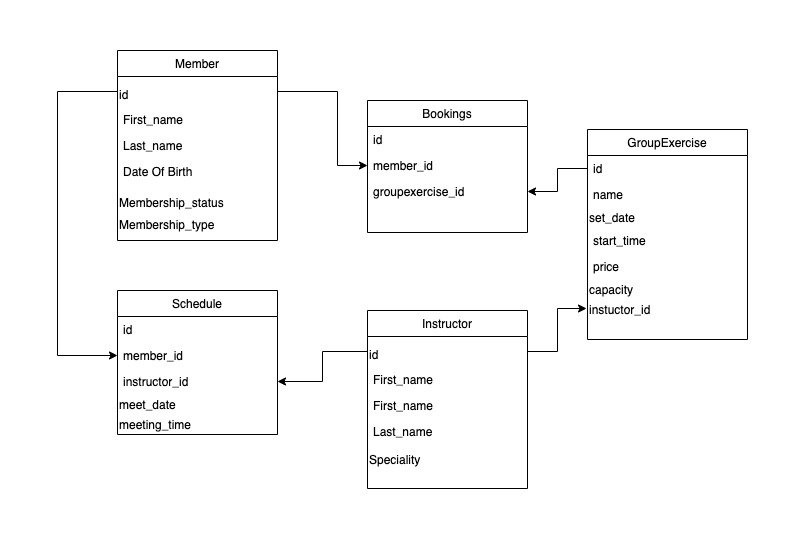 Member
id
First_name
Last_name
Date Of Birth
Membership_status
Membership_type
Bookings
id
member_id
groupexercise_id
GroupExercise
id
name
set_date
start_time
price
capacity
instuctor_id
Schedule
id
member_id
instructor_id
meet_date
meeting_time
Instructor
id
First_name
First_name
Last_name
Speciality